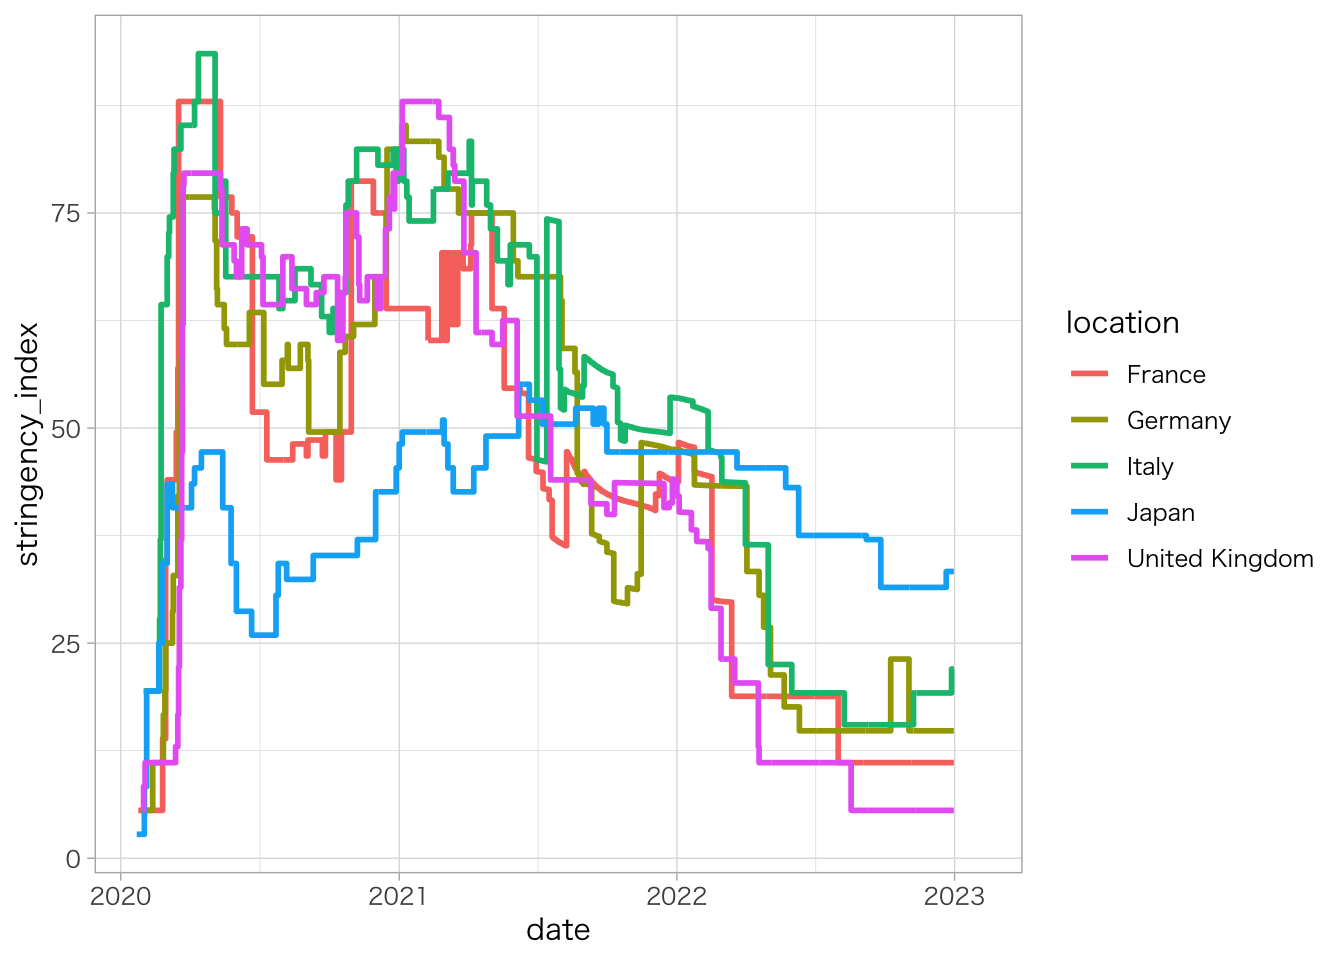 stringency_index
75
50
25
0
2020
2021
2022
2023
date
location
France
Germany
Italy
Japan
United Kingdom